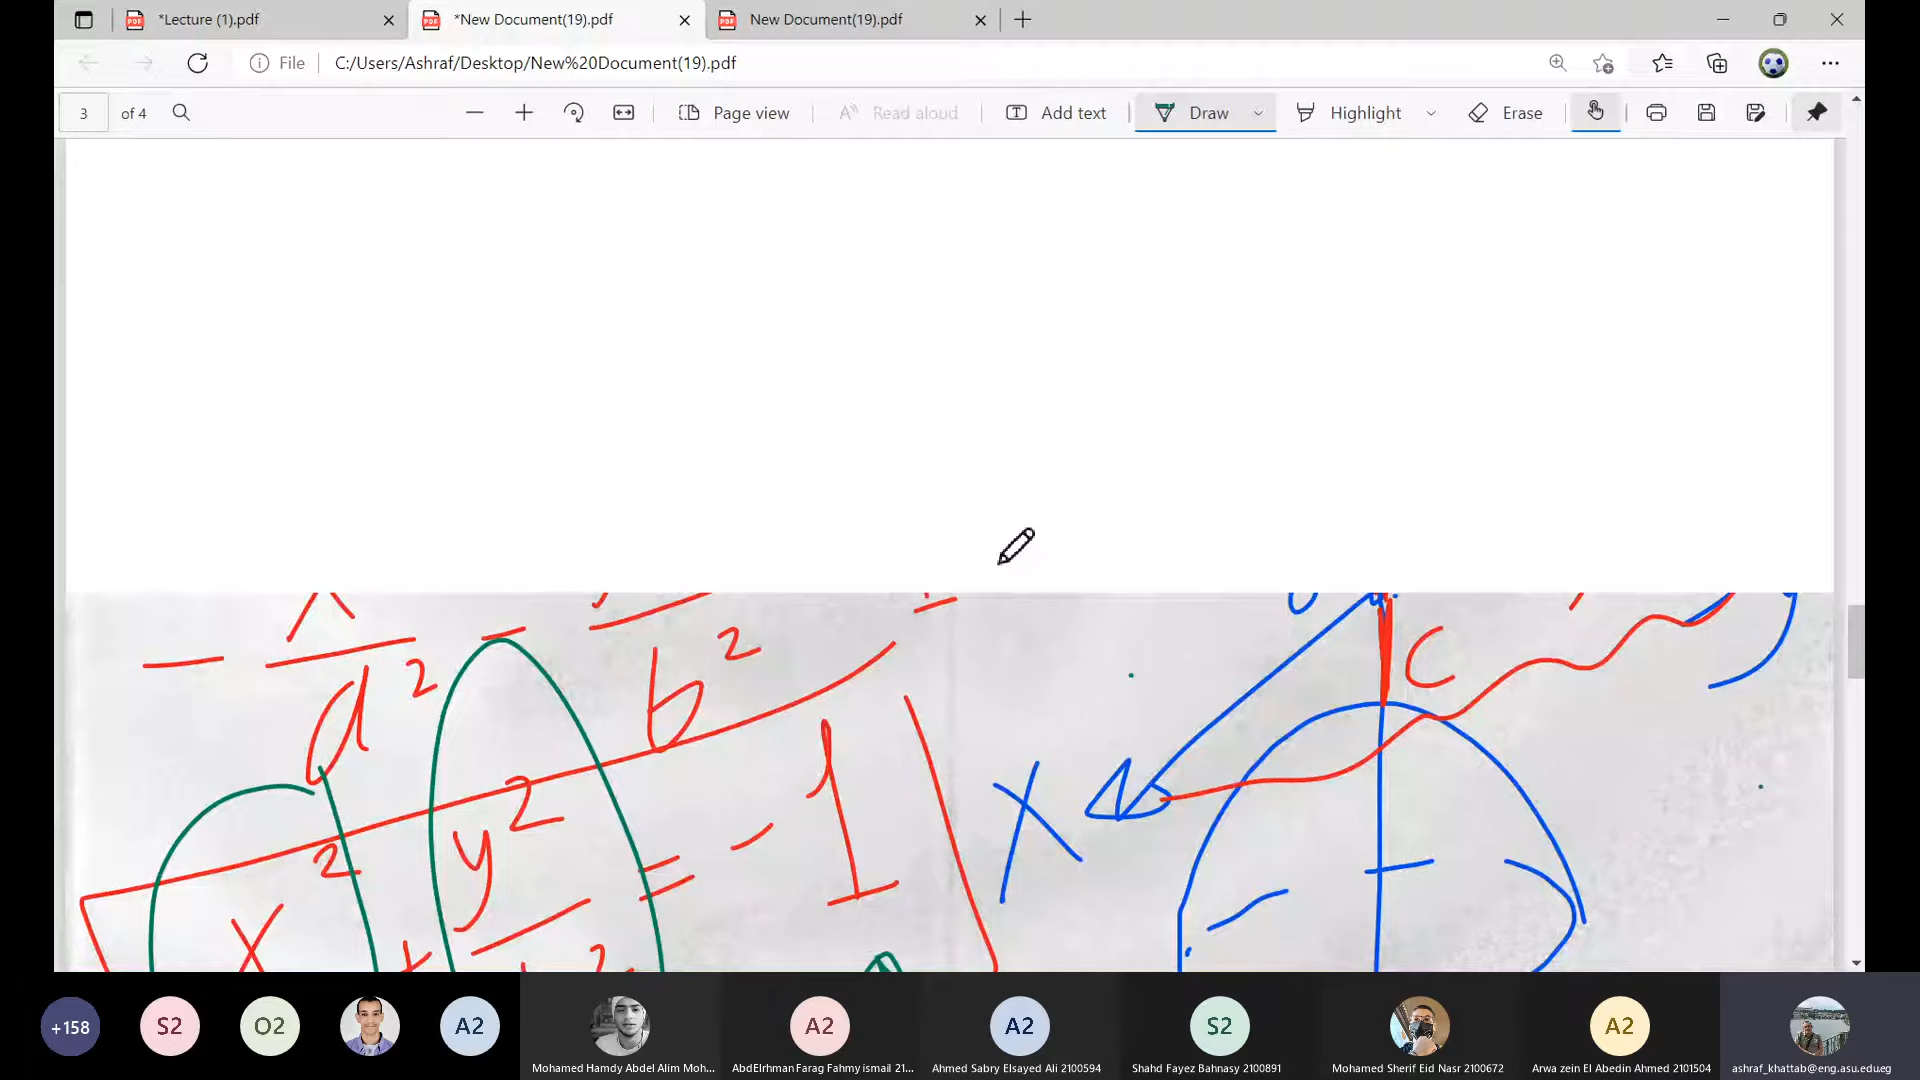 *Lecture (1).pdf
*New Document(19).pdf
New Document(19).pdf
File
C:/Users/Ashraf/Desktop/New%20Document(19).pdf
3 of 4
Page view
Read aloud
Add text
Draw
Highlight
Erase
C
2
2
- - b
d
X
2
y 2
= - 1
x
+
+158
S2
O2
A2
Mohamed Hamdy Abdel Alim Moh...
A2
AbdElrhman Farag Fahmy ismail 21...
A2
Ahmed Sabry Elsayed Ali 2100594
S2
Shahd Fayez Bahnasy 2100891
Mohamed Sherif Eid Nasr 2100672
A2
Arwa zein El Abedin Ahmed 2101504
ashraf_khattab@eng.asu.edu.eg